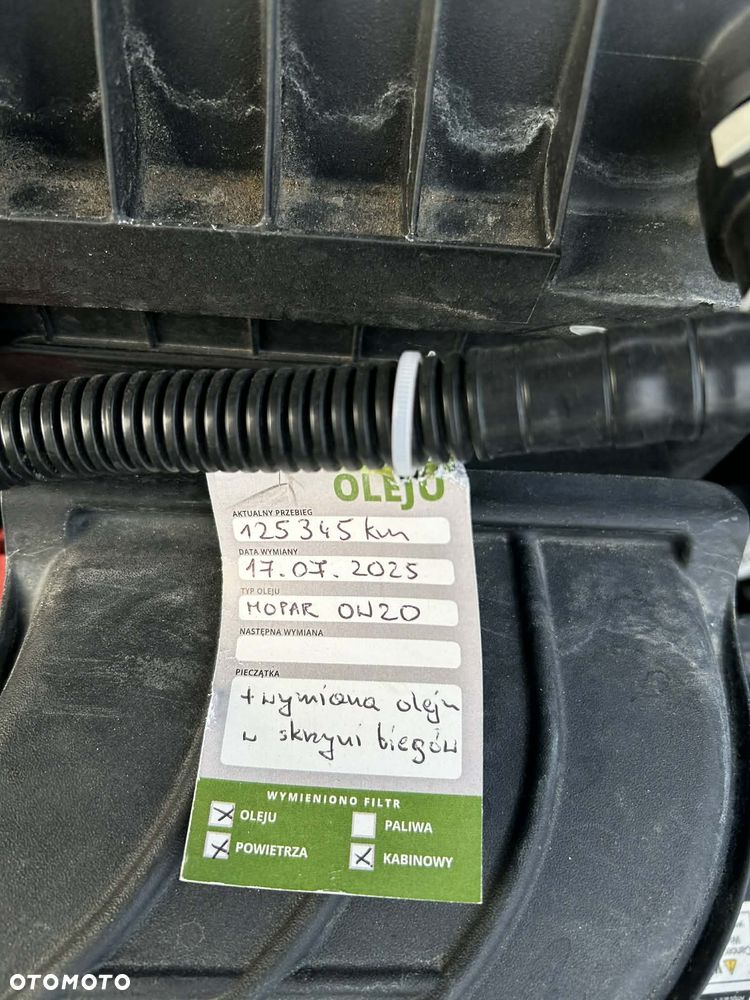 OLEJU
AKTUALNY PRZEBIEG
125345 km
DATA WYMIANY
17.07.2025
TYP OLEJU
MOPAR 0W20
NASTĘPNA WYMIANA
PIECZĄTKA
+ wymiana oleju
w skrzyni biegów
WYMIENIONO FILTR
OLEJU
PALIWA
POWIETRZA
KABINOWY
OTOMOTO